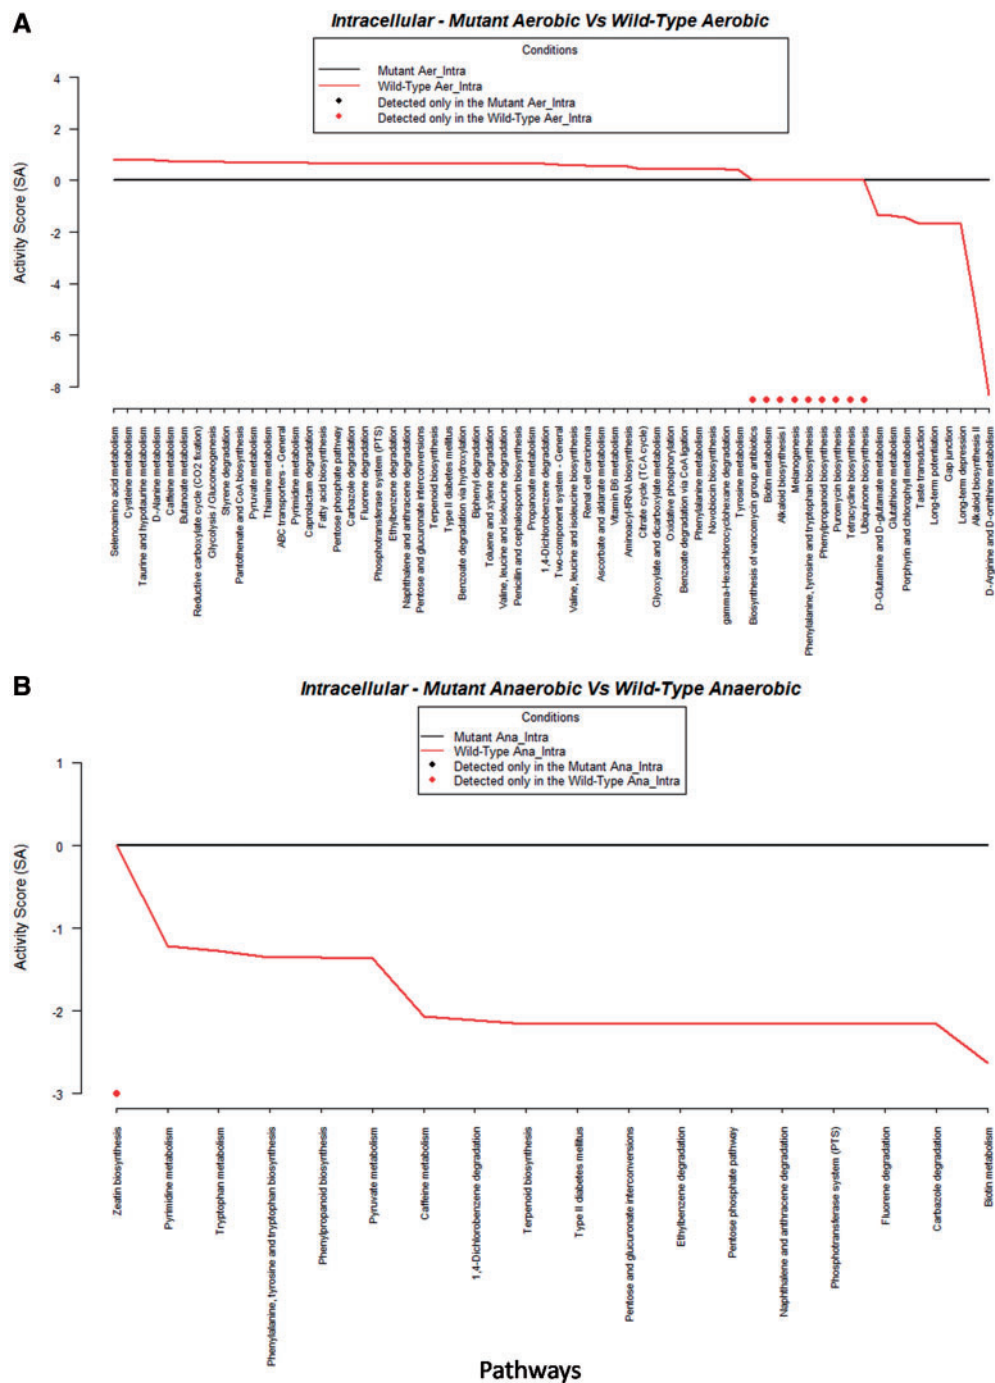 A
Intracellular - Mutant Aerobic Vs Wild-Type Aerobic
Conditions
Mutant Aer_Intra
Wild-Type Aer_Intra
Detected only in the Mutant Aer_Intra
Detected only in the Wild-Type Aer_Intra
Activity Score (SA)
4
2
0
-2
-4
-6
-8
Selenoamino acid metabolism
Cysteine metabolism
Taurine and hypotaurine metabolism
D-Alanine metabolism
Caffeine metabolism
Butanoate metabolism
Reductive carboxylate cycle (CO2 fixation)
Glycolysis / Gluconeogenesis
Styrene degradation
Pantothenate and CoA biosynthesis
Pyruvate metabolism
Thiamine metabolism
ABC transporters - General
Pyrimidine metabolism
Caprolactam degradation
Fatty acid biosynthesis
Pentose phosphate pathway
Carbazole degradation
Fluorene degradation
Phosphotransferase system (PTS)
Ethylbenzene degradation
Naphthalene and anthracene degradation
Pentose and glucuronate interconversions
Terpenoid biosynthesis
Type II diabetes mellitus
Benzoate degradation via hydroxylation
Biphenyl degradation
Toluene and xylene degradation
Valine, leucine and isoleucine degradation
Penicillin and cephalosporin biosynthesis
Propanoate metabolism
1,4-Dichlorobenzene degradation
Two-component system - General
Valine, leucine and isoleucine biosynthesis
Renal cell carcinoma
Ascorbate and aldarate metabolism
Vitamin B6 metabolism
Aminoacyl-tRNA biosynthesis
Citrate cycle (TCA cycle)
Glyoxylate and dicarboxylate metabolism
Oxidative phosphorylation
Benzoate degradation via CoA ligation
Phenylalanine metabolism
Novobiocin biosynthesis
gamma-Hexachlorocyclohexane degradation
Tyrosine metabolism
Biosynthesis of vancomycin group antibiotics
Biotin metabolism
Alkaloid biosynthesis I
Melanogenesis
Phenylalanine, tyrosine and tryptophan biosynthesis
Phenylpropanoid biosynthesis
Puromycin biosynthesis
Tetracycline biosynthesis
Ubiquinone biosynthesis
D-Glutamine and D-glutamate metabolism
Glutathione metabolism
Porphyrin and chlorophyll metabolism
Taste transduction
Long-term potentiation
Gap junction
Long-term depression
Alkaloid biosynthesis II
D-Arginine and D-ornithine metabolism
B
Intracellular - Mutant Anaerobic Vs Wild-Type Anaerobic
Conditions
Mutant Ana_Intra
Wild-Type Ana_Intra
Detected only in the Mutant Ana_Intra
Detected only in the Wild-Type Ana_Intra
Activity Score (SA)
1
0
-1
-2
-3
Zeatin biosynthesis
Pyrimidine metabolism
Tryptophan metabolism
Phenylalanine, tyrosine and tryptophan biosynthesis
Phenylpropanoid biosynthesis
Pyruvate metabolism
Caffeine metabolism
1,4-Dichlorobenzene degradation
Terpenoid biosynthesis
Type II diabetes mellitus
Pentose and glucuronate interconversions
Ethylbenzene degradation
Pentose phosphate pathway
Naphthalene and anthracene degradation
Phosphotransferase system (PTS)
Fluorene degradation
Carbazole degradation
Biotin metabolism
Pathways